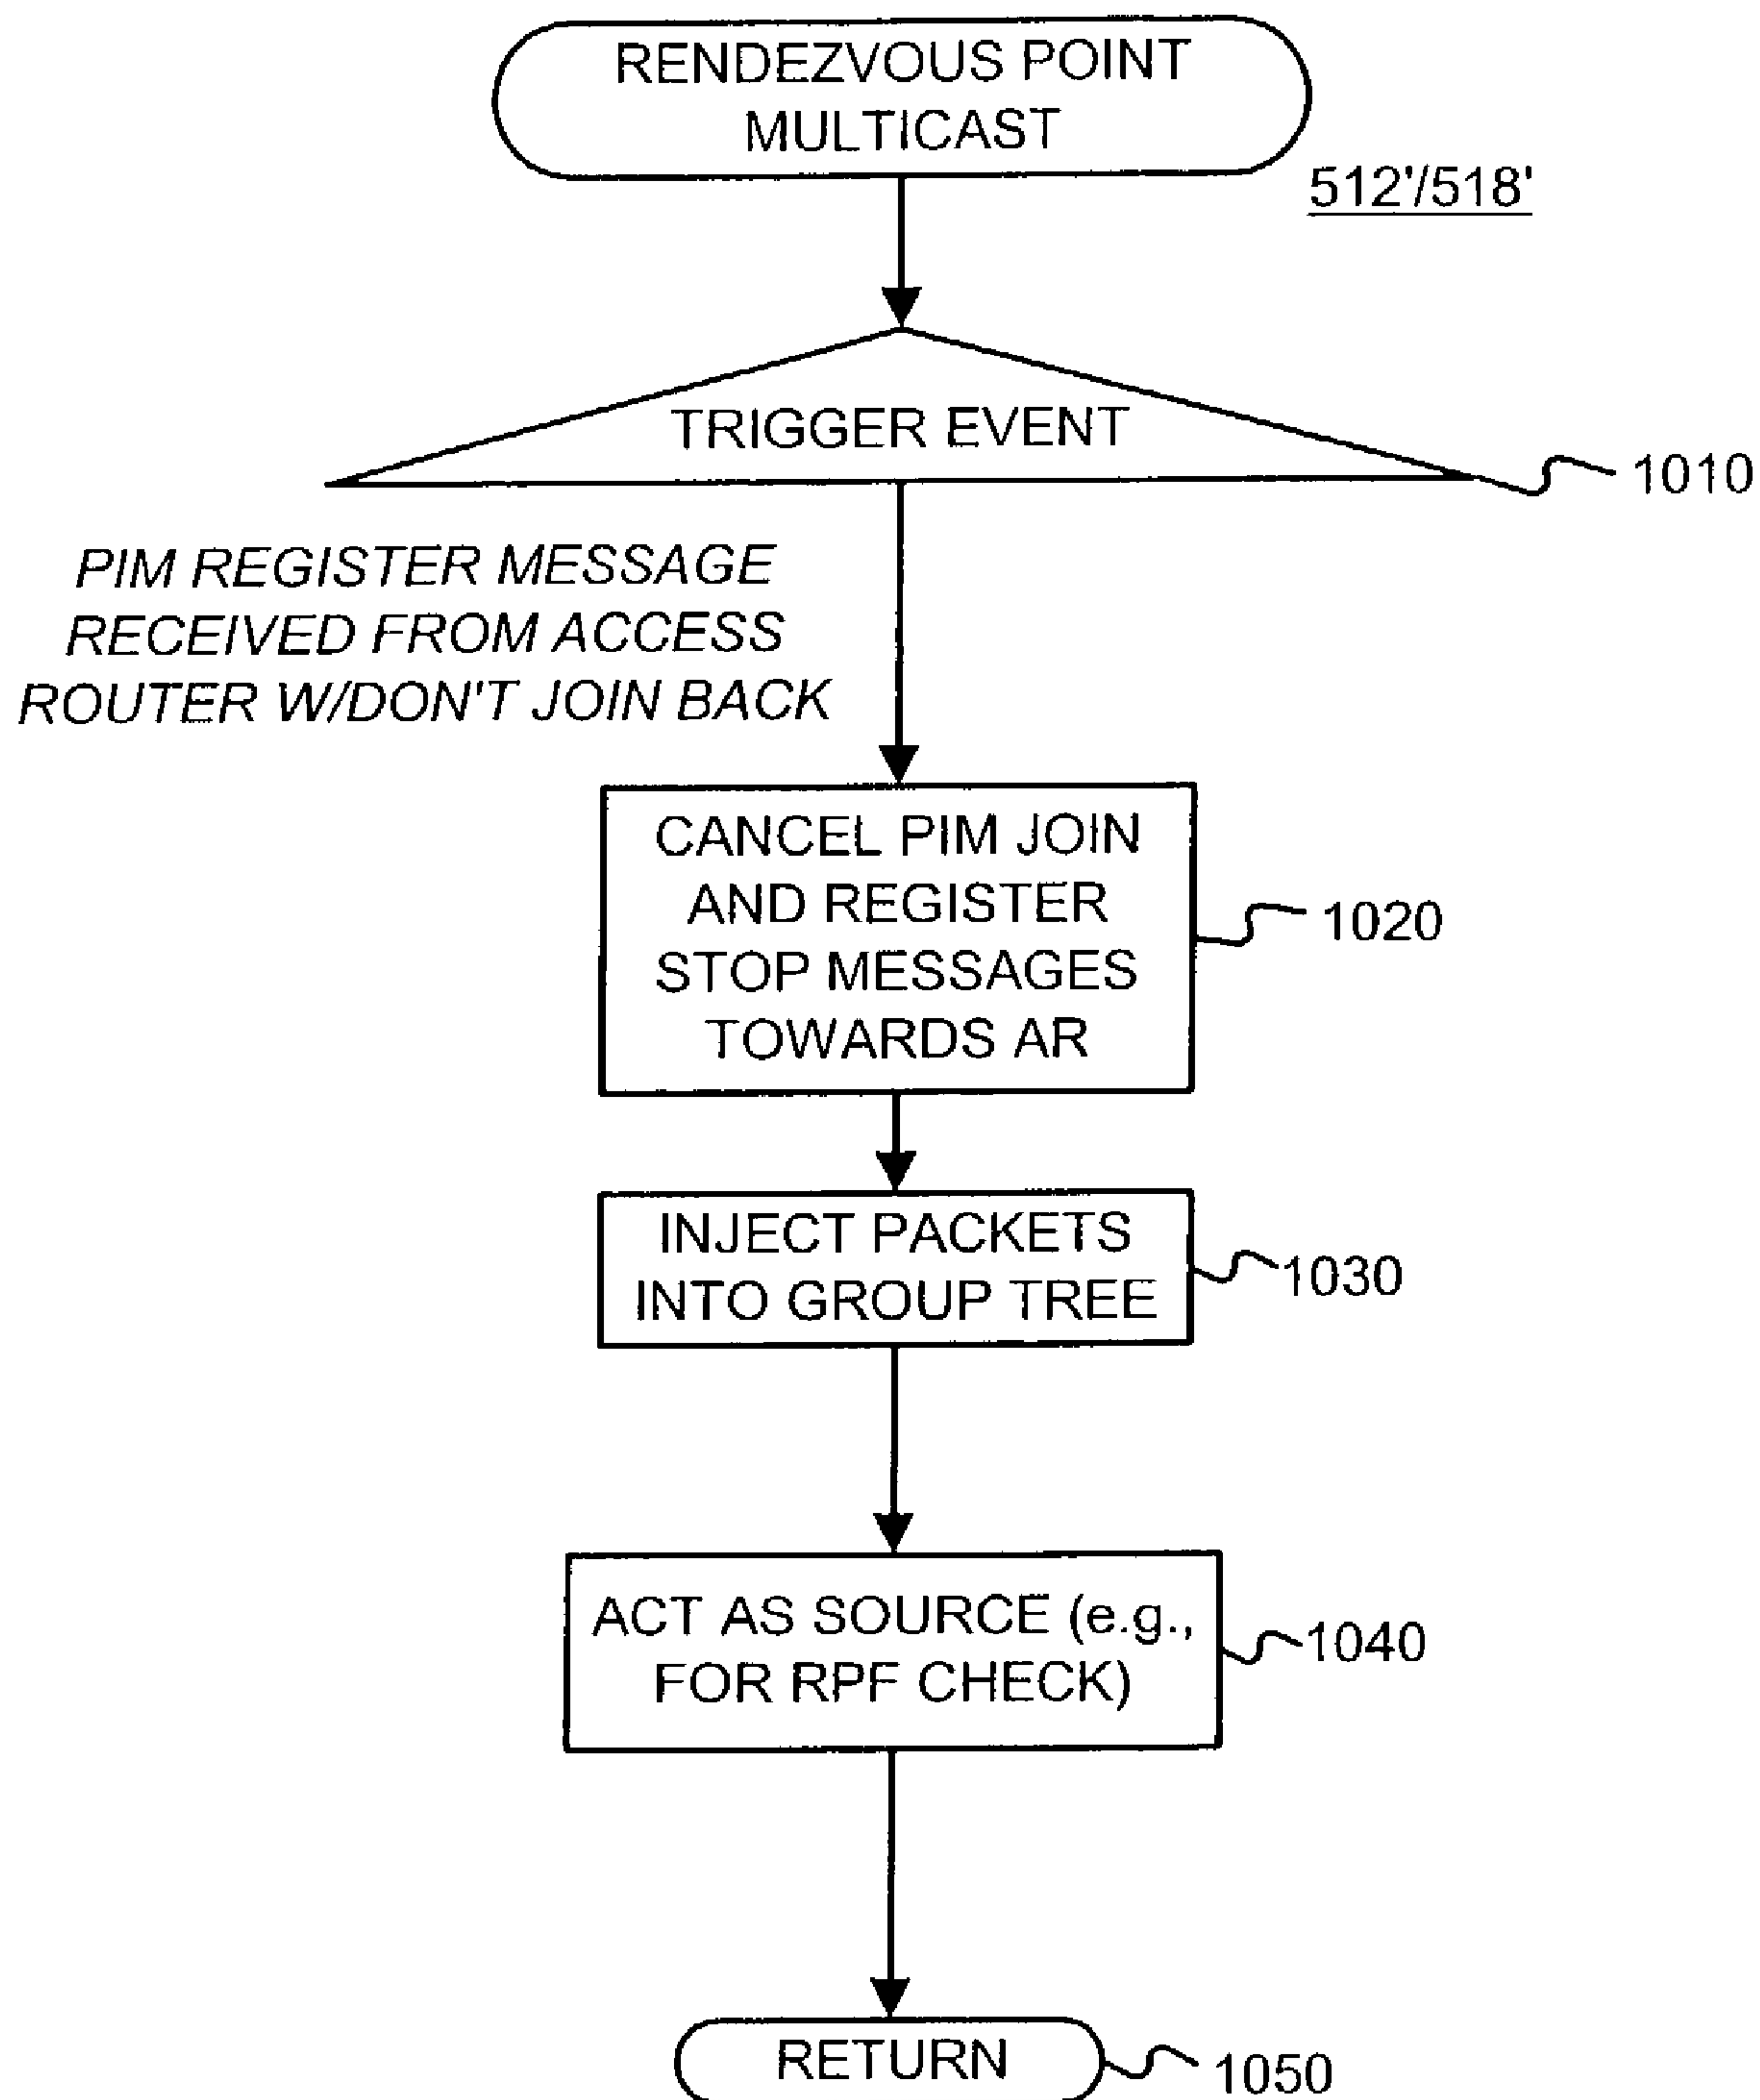 RENDEZVOUS POINT
MULTICAST
512'/518'
TRIGGER EVENT
1010
PIM REGISTER MESSAGE
RECEIVED FROM ACCESS
ROUTER W/DON'T JOIN BACK
CANCEL PIM JOIN
AND REGISTER
STOP MESSAGES
TOWARDS AR
1020
INJECT PACKETS
INTO GROUP TREE
1030
ACT AS SOURCE (e.g.,
FOR RPF CHECK)
1040
RETURN
1050